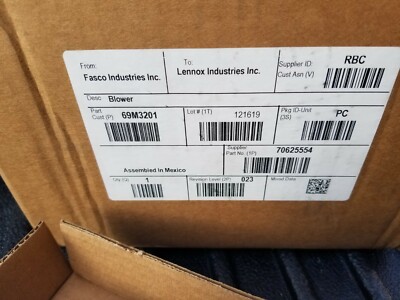 From: To: Supplier ID: RBC
Fasco Industries Inc. Lennox Industries Inc. Cust Asn (V)
Desc Blower
Part Cust (P) 69M3201 Lot # (1T) 121619 Pkg ID-Unit (3S) PC
Supplier Part No. (1P) 70625554
Assembled In Mexico
Qty (Q) 1 Revision Level (2P) 023 Mixed Data